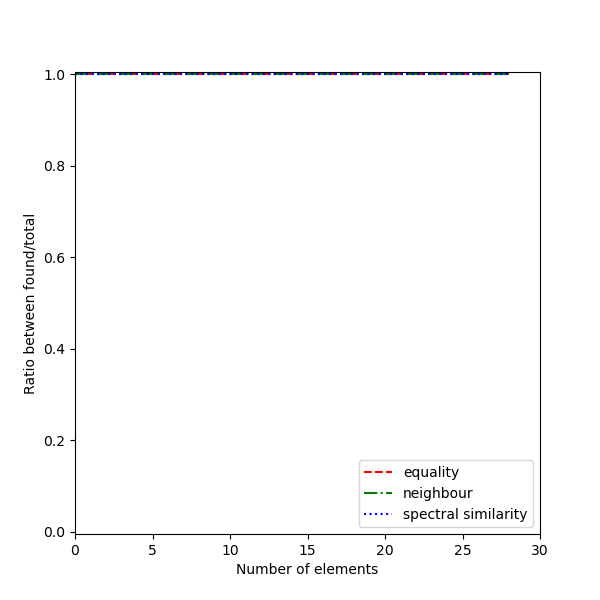 1.0
0.8
0.6
0.4
0.2
0.0
Ratio between found/total
0 5 10 15 20 25 30
Number of elements
equality
neighbour
spectral similarity